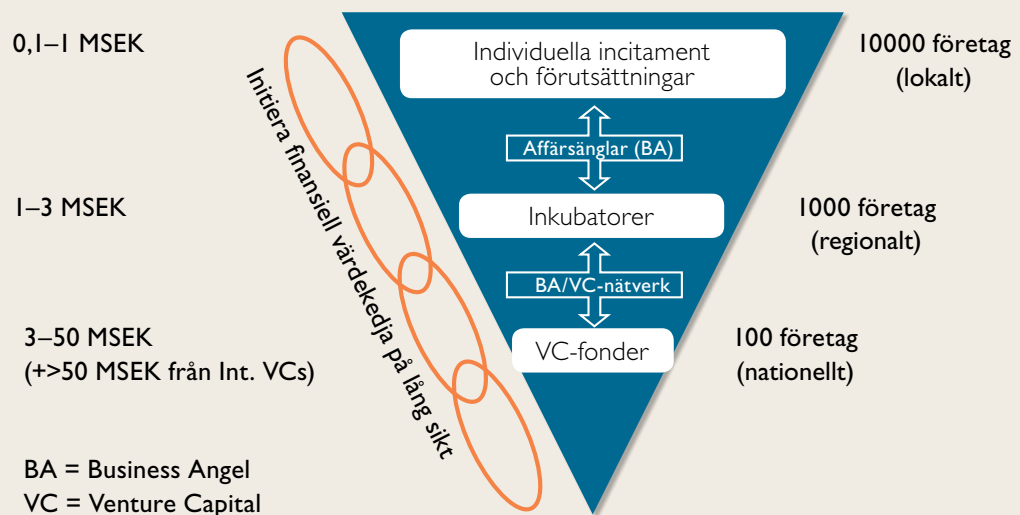 0,1–1 MSEK
Individuella incitament
och förutsättningar
10000 företag
(lokalt)
Affärsänglar (BA)
1–3 MSEK
Inkubatorer
1000 företag
(regionalt)
BA/VC-nätverk
3–50 MSEK
(+>50 MSEK från Int. VCs)
VC-fonder
100 företag
(nationellt)
Initiera finansiell värdekedja på lång sikt
BA = Business Angel
VC = Venture Capital